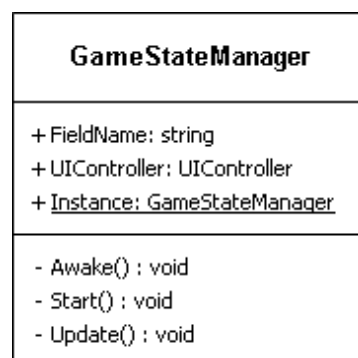 GameStateManager
+ FieldName: string
+ UIController: UIController
+ Instance: GameStateManager
- Awake() : void
- Start() : void
- Update() : void